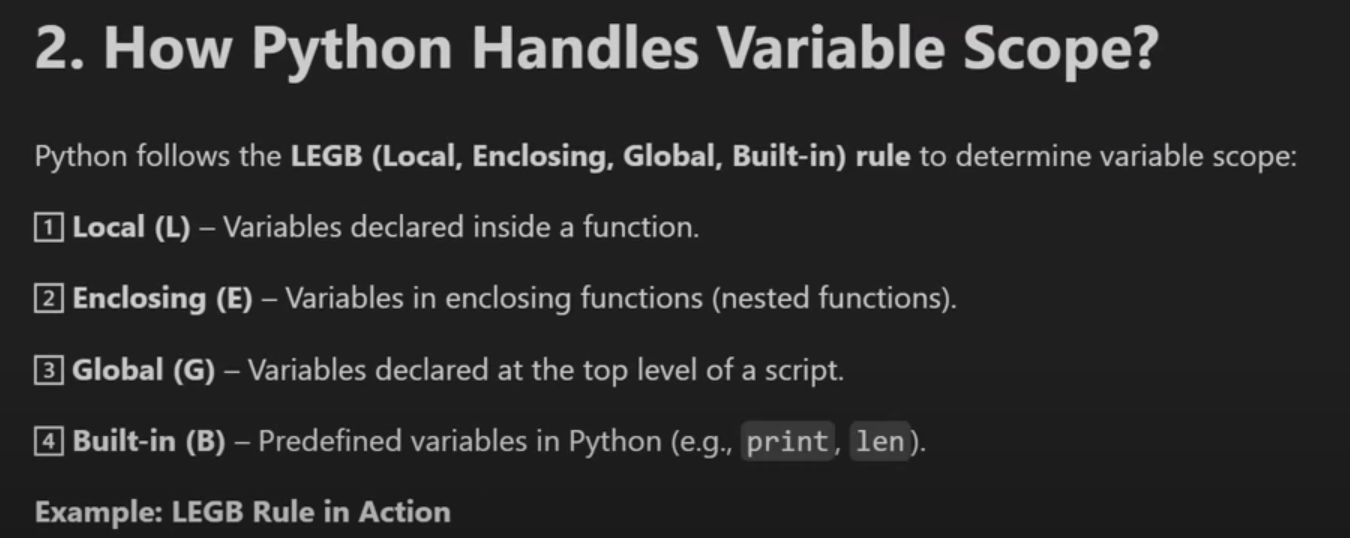 2. How Python Handles Variable Scope?
Python follows the LEGB (Local, Enclosing, Global, Built-in) rule to determine variable scope:
1 Local (L) – Variables declared inside a function.
2 Enclosing (E) – Variables in enclosing functions (nested functions).
3 Global (G) – Variables declared at the top level of a script.
4 Built-in (B) – Predefined variables in Python (e.g., print, len).
Example: LEGB Rule in Action